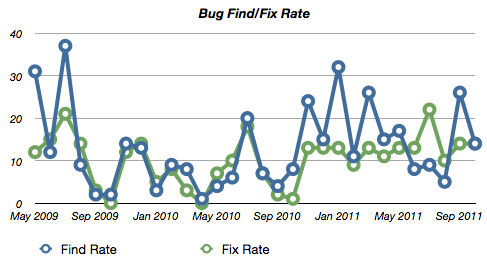 Bug Find/Fix Rate
40
30
20
10
0
May 2009 Sep 2009 Jan 2010 May 2010 Sep 2010 Jan 2011 May 2011 Sep 2011
Find Rate Fix Rate